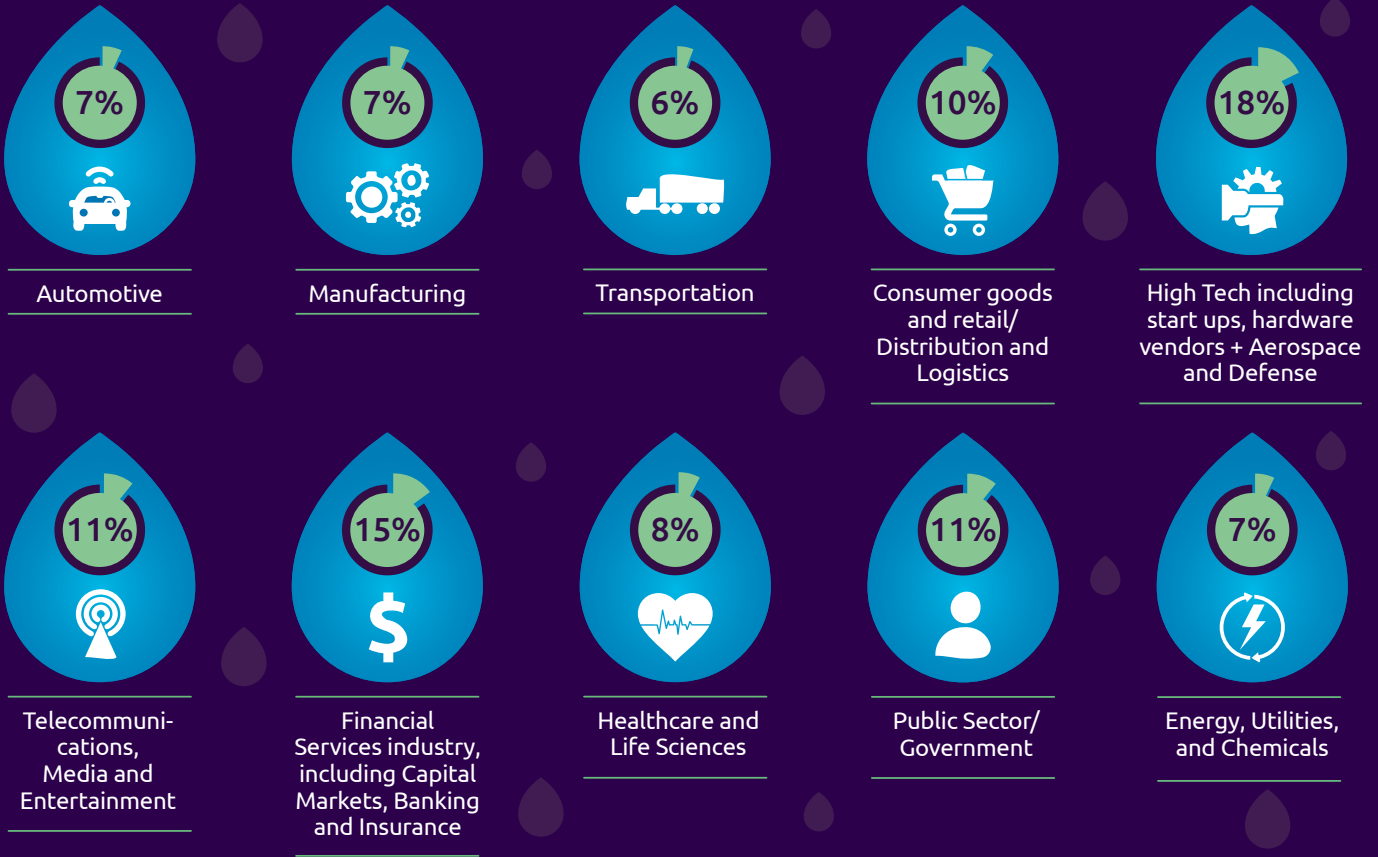 7%
7%
6%
10%
18%
Automotive
Manufacturing
Transportation
Consumer goods
and retail/
Distribution and
Logistics
High Tech including
start ups, hardware
vendors + Aerospace
and Defense
11%
15%
8%
11%
7%
Telecommuni-
cations,
Media and
Entertainment
Financial
Services industry,
including Capital
Markets, Banking
and Insurance
Healthcare and
Life Sciences
Public Sector/
Government
Energy, Utilities,
and Chemicals